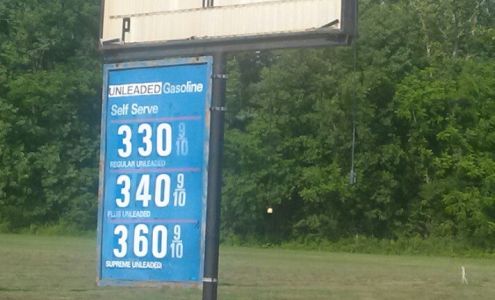 UNLEADED Gasoline
Self Serve
330 9/10
REGULAR UNLEADED
340 9/10
PLUS UNLEADED
360 9/10
SUPREME UNLEADED